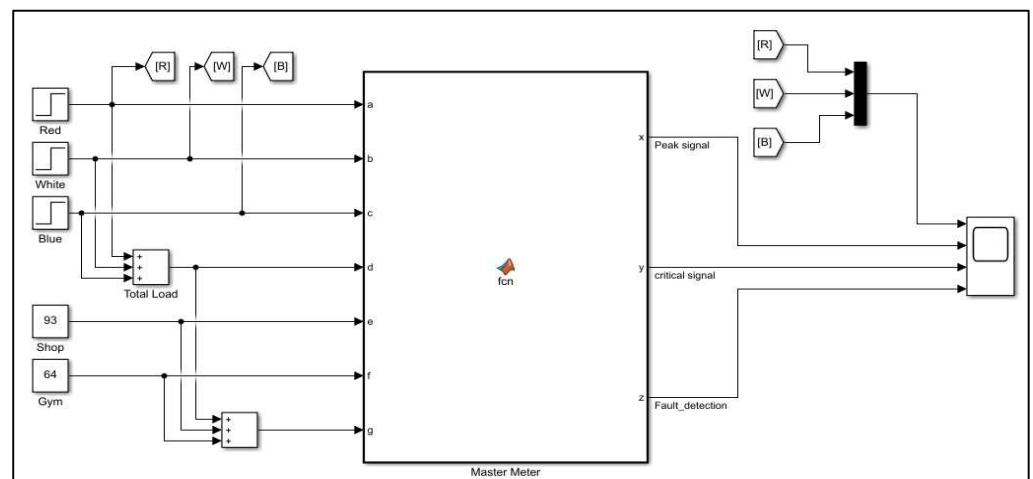 [R]
[W]
[B]
Red
White
Blue
+
+
+
Total Load
93
Shop
64
Gym
+
+
+
a
b
c
d
e
f
g
fcn
x
y
z
Master Meter
Peak signal
critical signal
Fault_detection
[R]
[W]
[B]